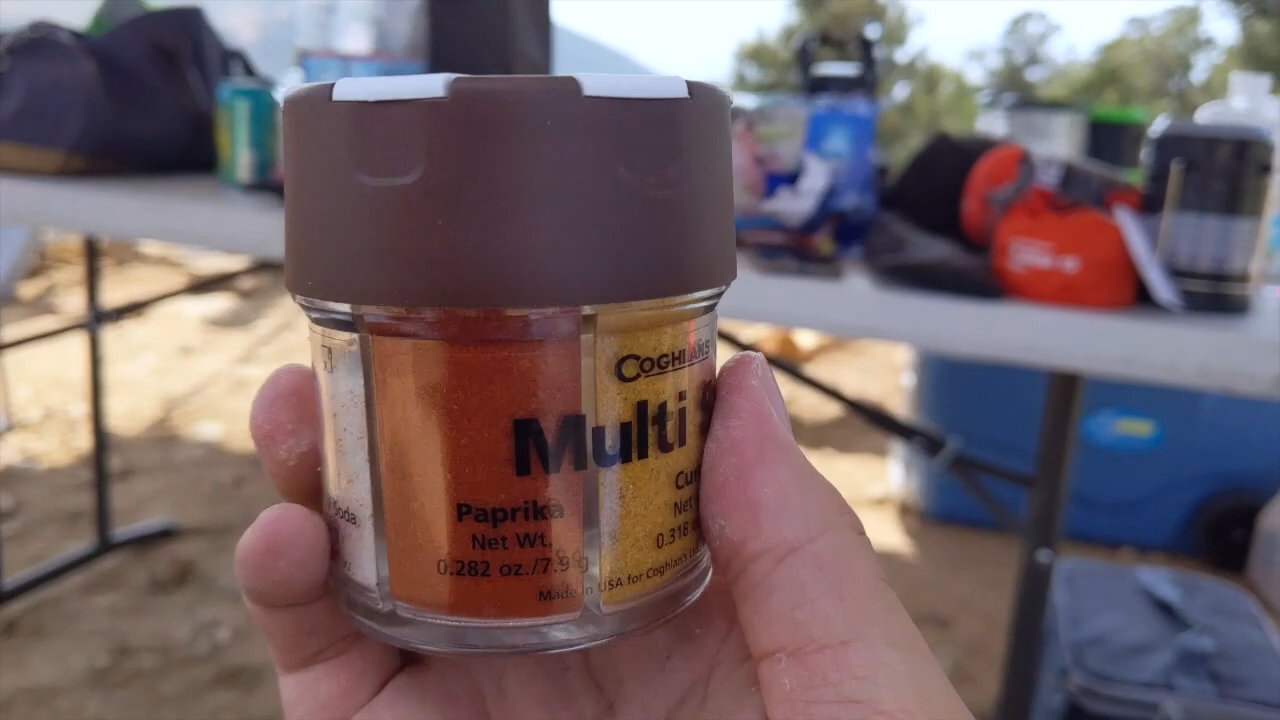 COGHLANS
Multi
Paprika
Net Wt.
0.282 oz./7.9 g
Net
0.318
Made in USA for Coghlan's
Soda